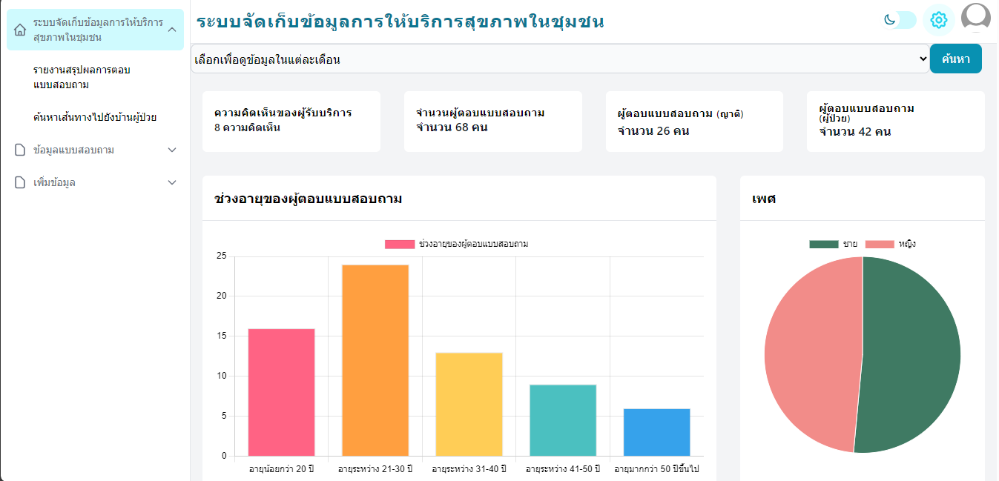 ระบบจัดเก็บข้อมูลการให้บริการ
สุขภาพในชุมชน
รายงานสรุปผลการตอบ
แบบสอบถาม
ค้นหาเส้นทางไปยังบ้านผู้ป่วย
ข้อมูลแบบสอบถาม
เพิ่มข้อมูล
ระบบจัดเก็บข้อมูลการให้บริการสุขภาพในชุมชน
เลือกเพื่อดูข้อมูลในแต่ละเดือน
ค้นหา
ความคิดเห็นของผู้รับบริการ
8 ความคิดเห็น
จำนวนผู้ตอบแบบสอบถาม
จำนวน 68 คน
ผู้ตอบแบบสอบถาม (ญาติ)
จำนวน 26 คน
ผู้ตอบแบบสอบถาม
(ผู้ป่วย)
จำนวน 42 คน
ช่วงอายุของผู้ตอบแบบสอบถาม
ช่วงอายุของผู้ตอบแบบสอบถาม
25
20
15
10
5
0
อายุน้อยกว่า 20 ปี
อายุระหว่าง 21-30 ปี
อายุระหว่าง 31-40 ปี
อายุระหว่าง 41-50 ปี
อายุมากกว่า 50 ปีขึ้นไป
เพศ
ชาย
หญิง